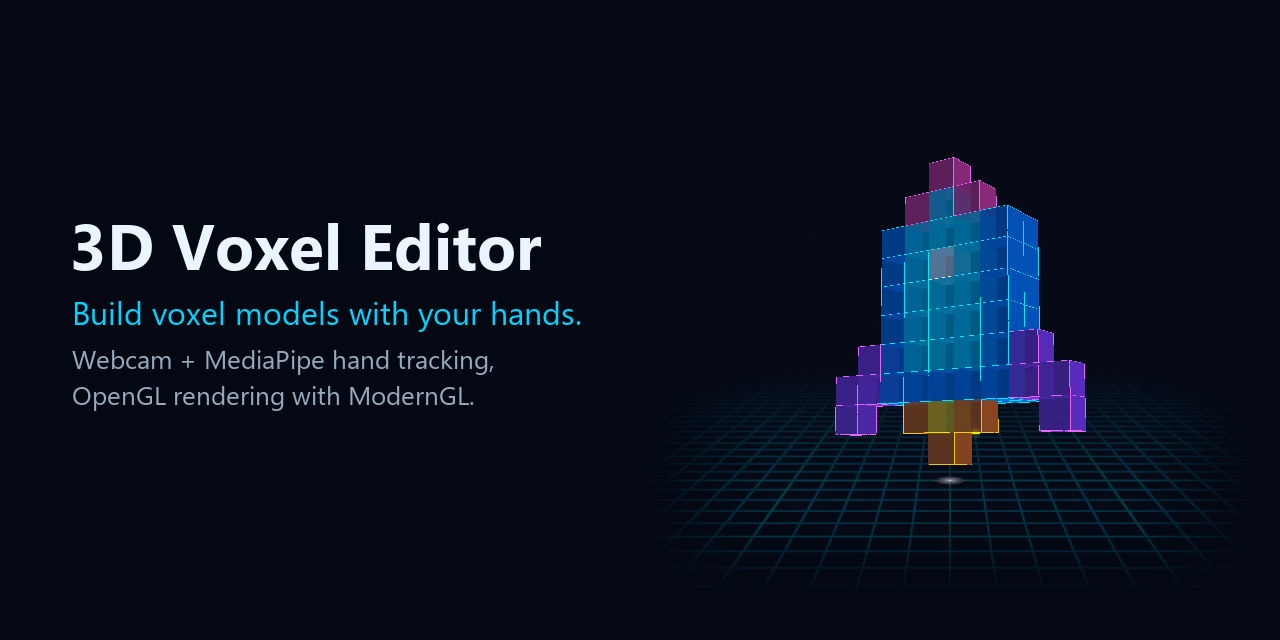 3D Voxel Editor
Build voxel models with your hands.
Webcam + MediaPipe hand tracking,
OpenGL rendering with ModernGL.